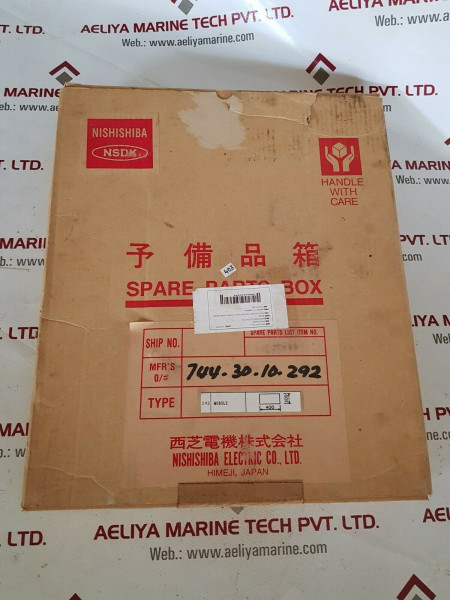 AELIYA MARINE TECH PVT. LTD.
Web.: www.aeliyamarine.com
NISHISHIBA
NSDK
HANDLE
WITH
CARE
予備品箱
SPARE PARTS BOX
SPARE PARTS LIST ITEM NO.
SHIP NO.
MFR'S
O/#
744.30.10.292
TYPE
西芝電機株式会社
NISHISHIBA ELECTRIC CO., LTD.
HIMEJI, JAPAN
AELIYA MARINE TECH PVT. LTD.
Web.: www.aeliyamarine.com